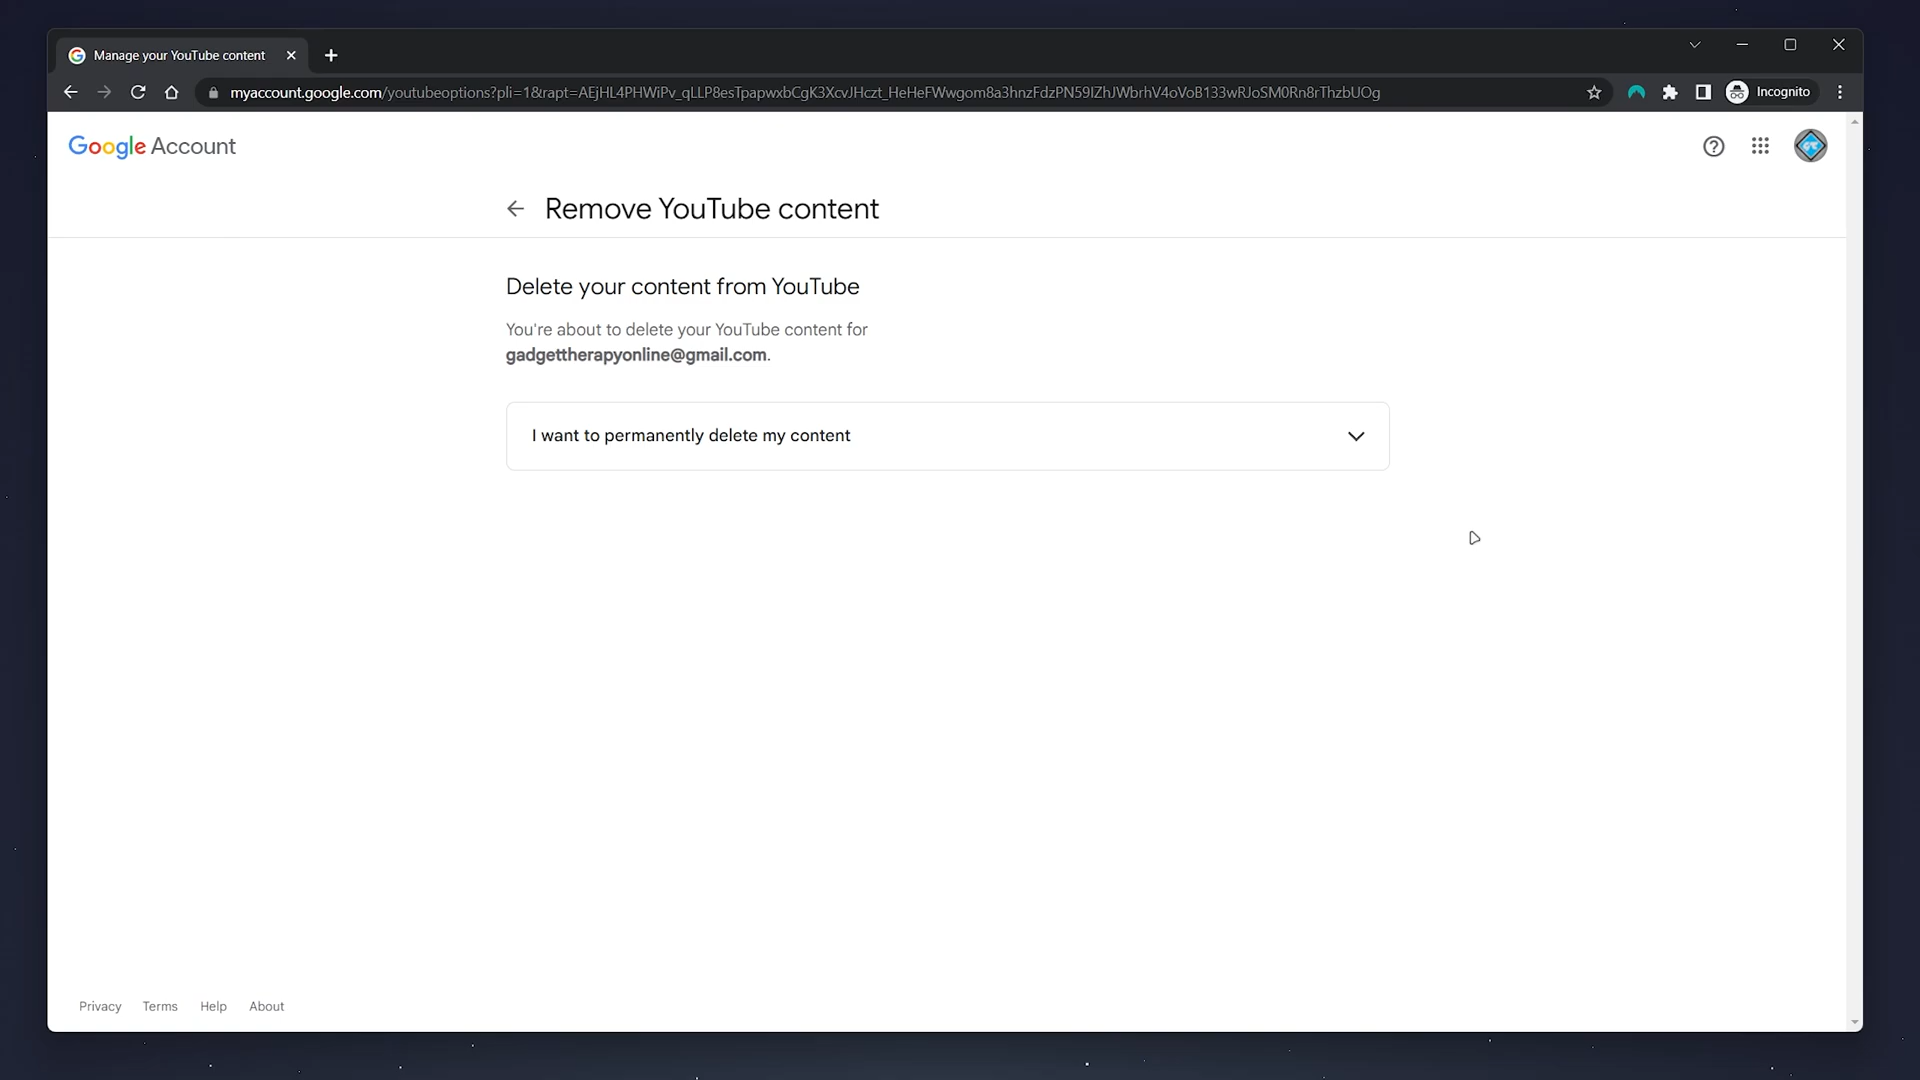 Manage your YouTube content
myaccount.google.com/youtubeoptions?pli=1&rapt=AEjHL4PHWiPv_qLLP8esTpapwxbCgK3XcvJHczt_HeHeFWwgom8a3hnzFdzPN59IZhJWbrhV4oVoB133wRJoSM0Rn8rThzbUOg
Incognito
Google Account
Remove YouTube content
Delete your content from YouTube
You're about to delete your YouTube content for
gadgettherapyonline@gmail.com.
I want to permanently delete my content
Privacy Terms Help About